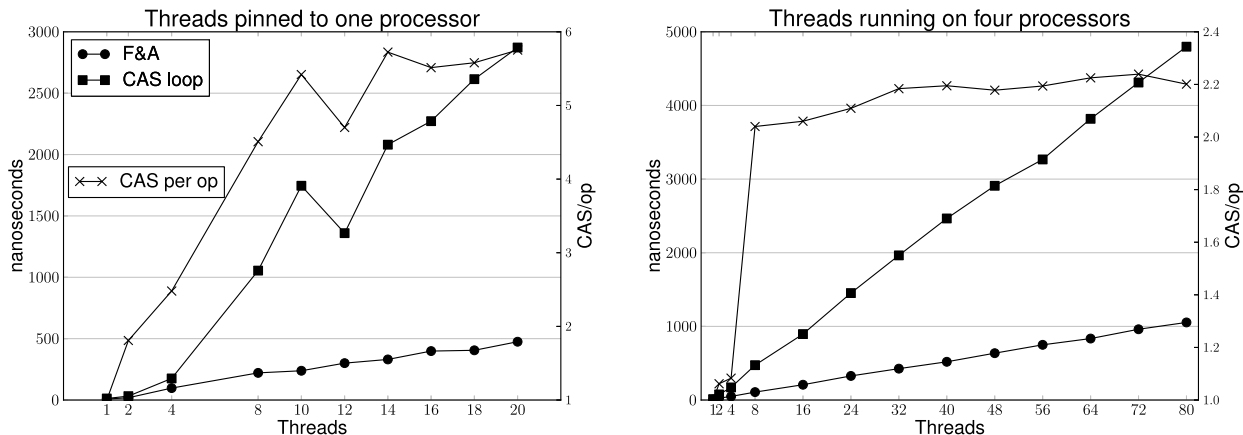 Threads pinned to one processor
3000
2500
2000
1500
1000
500
0
nanoseconds
F&A
CAS loop
CAS per op
6
5
4
3
2
1
CAS/op
1 2 4 8 10 12 14 16 18 20
Threads
Threads running on four processors
5000
4000
3000
2000
1000
0
nanoseconds
2.4
2.2
2.0
1.8
1.6
1.4
1.2
1.0
CAS/op
1 2 4 8 16 24 32 40 48 56 64 72 80
Threads